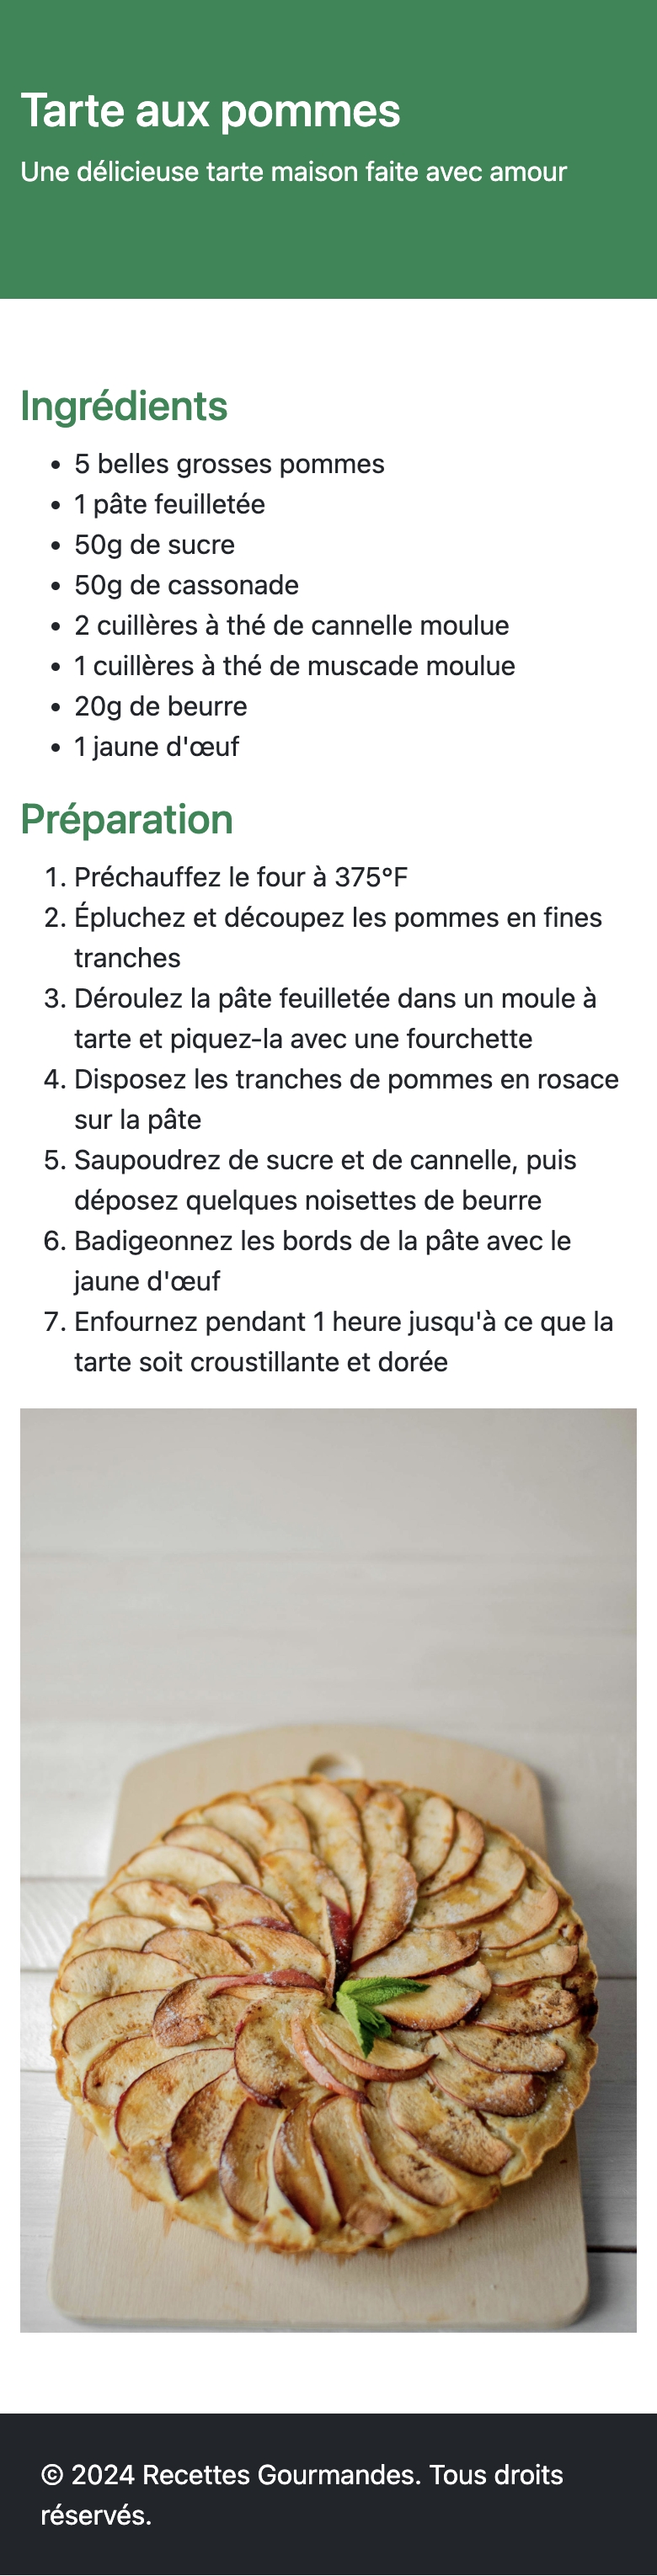 Tarte aux pommes
Une délicieuse tarte maison faite avec amour
Ingrédients
• 5 belles grosses pommes
• 1 pâte feuilletée
• 50g de sucre
• 50g de cassonade
• 2 cuillères à thé de cannelle moulue
• 1 cuillères à thé de muscade moulue
• 20g de beurre
• 1 jaune d'œuf
Préparation
1. Préchauffez le four à 375°F
2. Épluchez et découpez les pommes en fines
tranches
3. Déroulez la pâte feuilletée dans un moule à
tarte et piquez-la avec une fourchette
4. Disposez les tranches de pommes en rosace
sur la pâte
5. Saupoudrez de sucre et de cannelle, puis
déposez quelques noisettes de beurre
6. Badigeonnez les bords de la pâte avec le
jaune d'œuf
7. Enfournez pendant 1 heure jusqu'à ce que la
tarte soit croustillante et dorée
© 2024 Recettes Gourmandes. Tous droits
réservés.